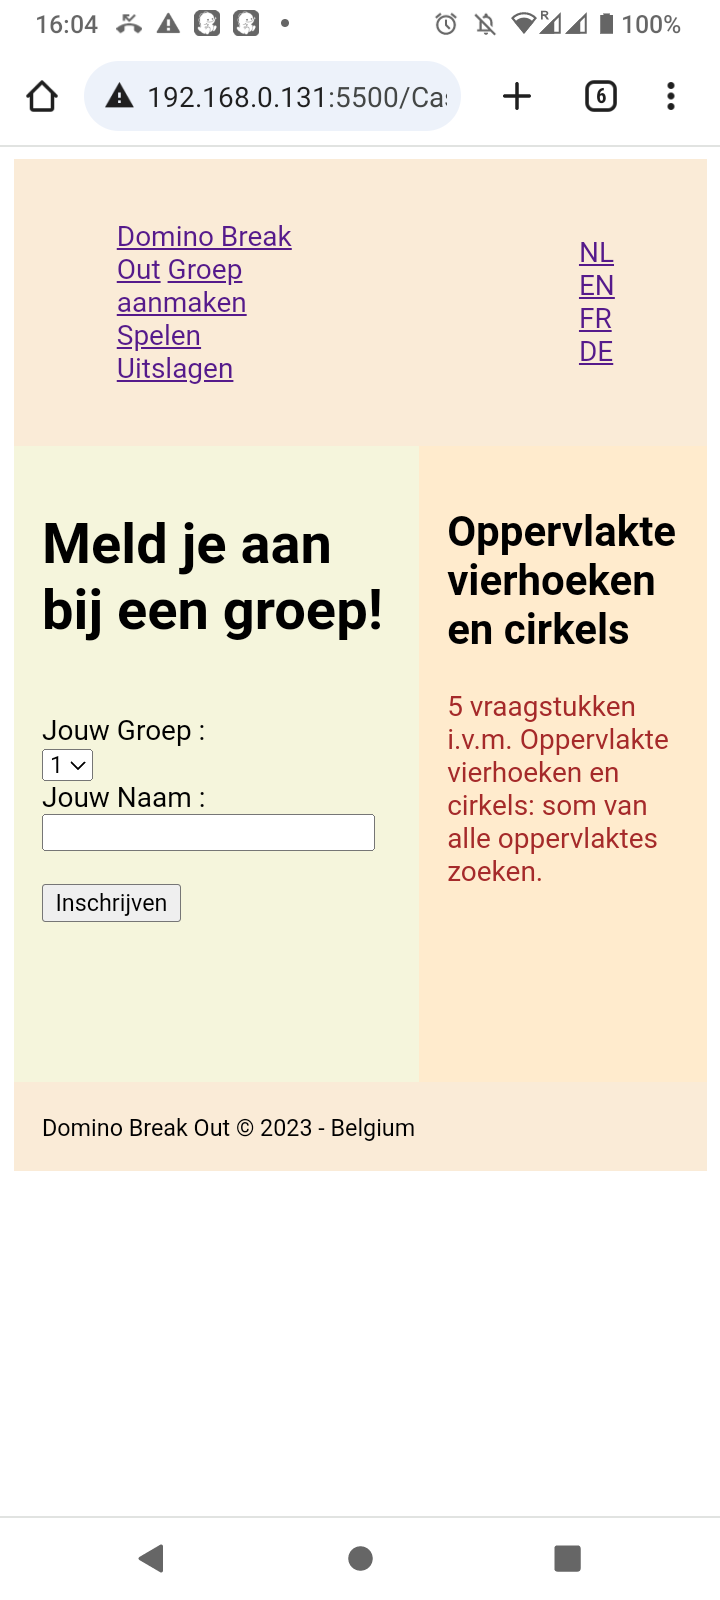 16:04
R
100%
192.168.0.131:5500/Ca
6
Domino Break
Out Groep
aanmaken
Spelen
Uitslagen
NL
EN
FR
DE
Meld je aan
bij een groep!
Jouw Groep :
1
Jouw Naam :
Inschrijven
Oppervlakte
vierhoeken
en cirkels
5 vraagstukken
i.v.m. Oppervlakte
vierhoeken en
cirkels: som van
alle oppervlaktes
zoeken.
Domino Break Out © 2023 - Belgium